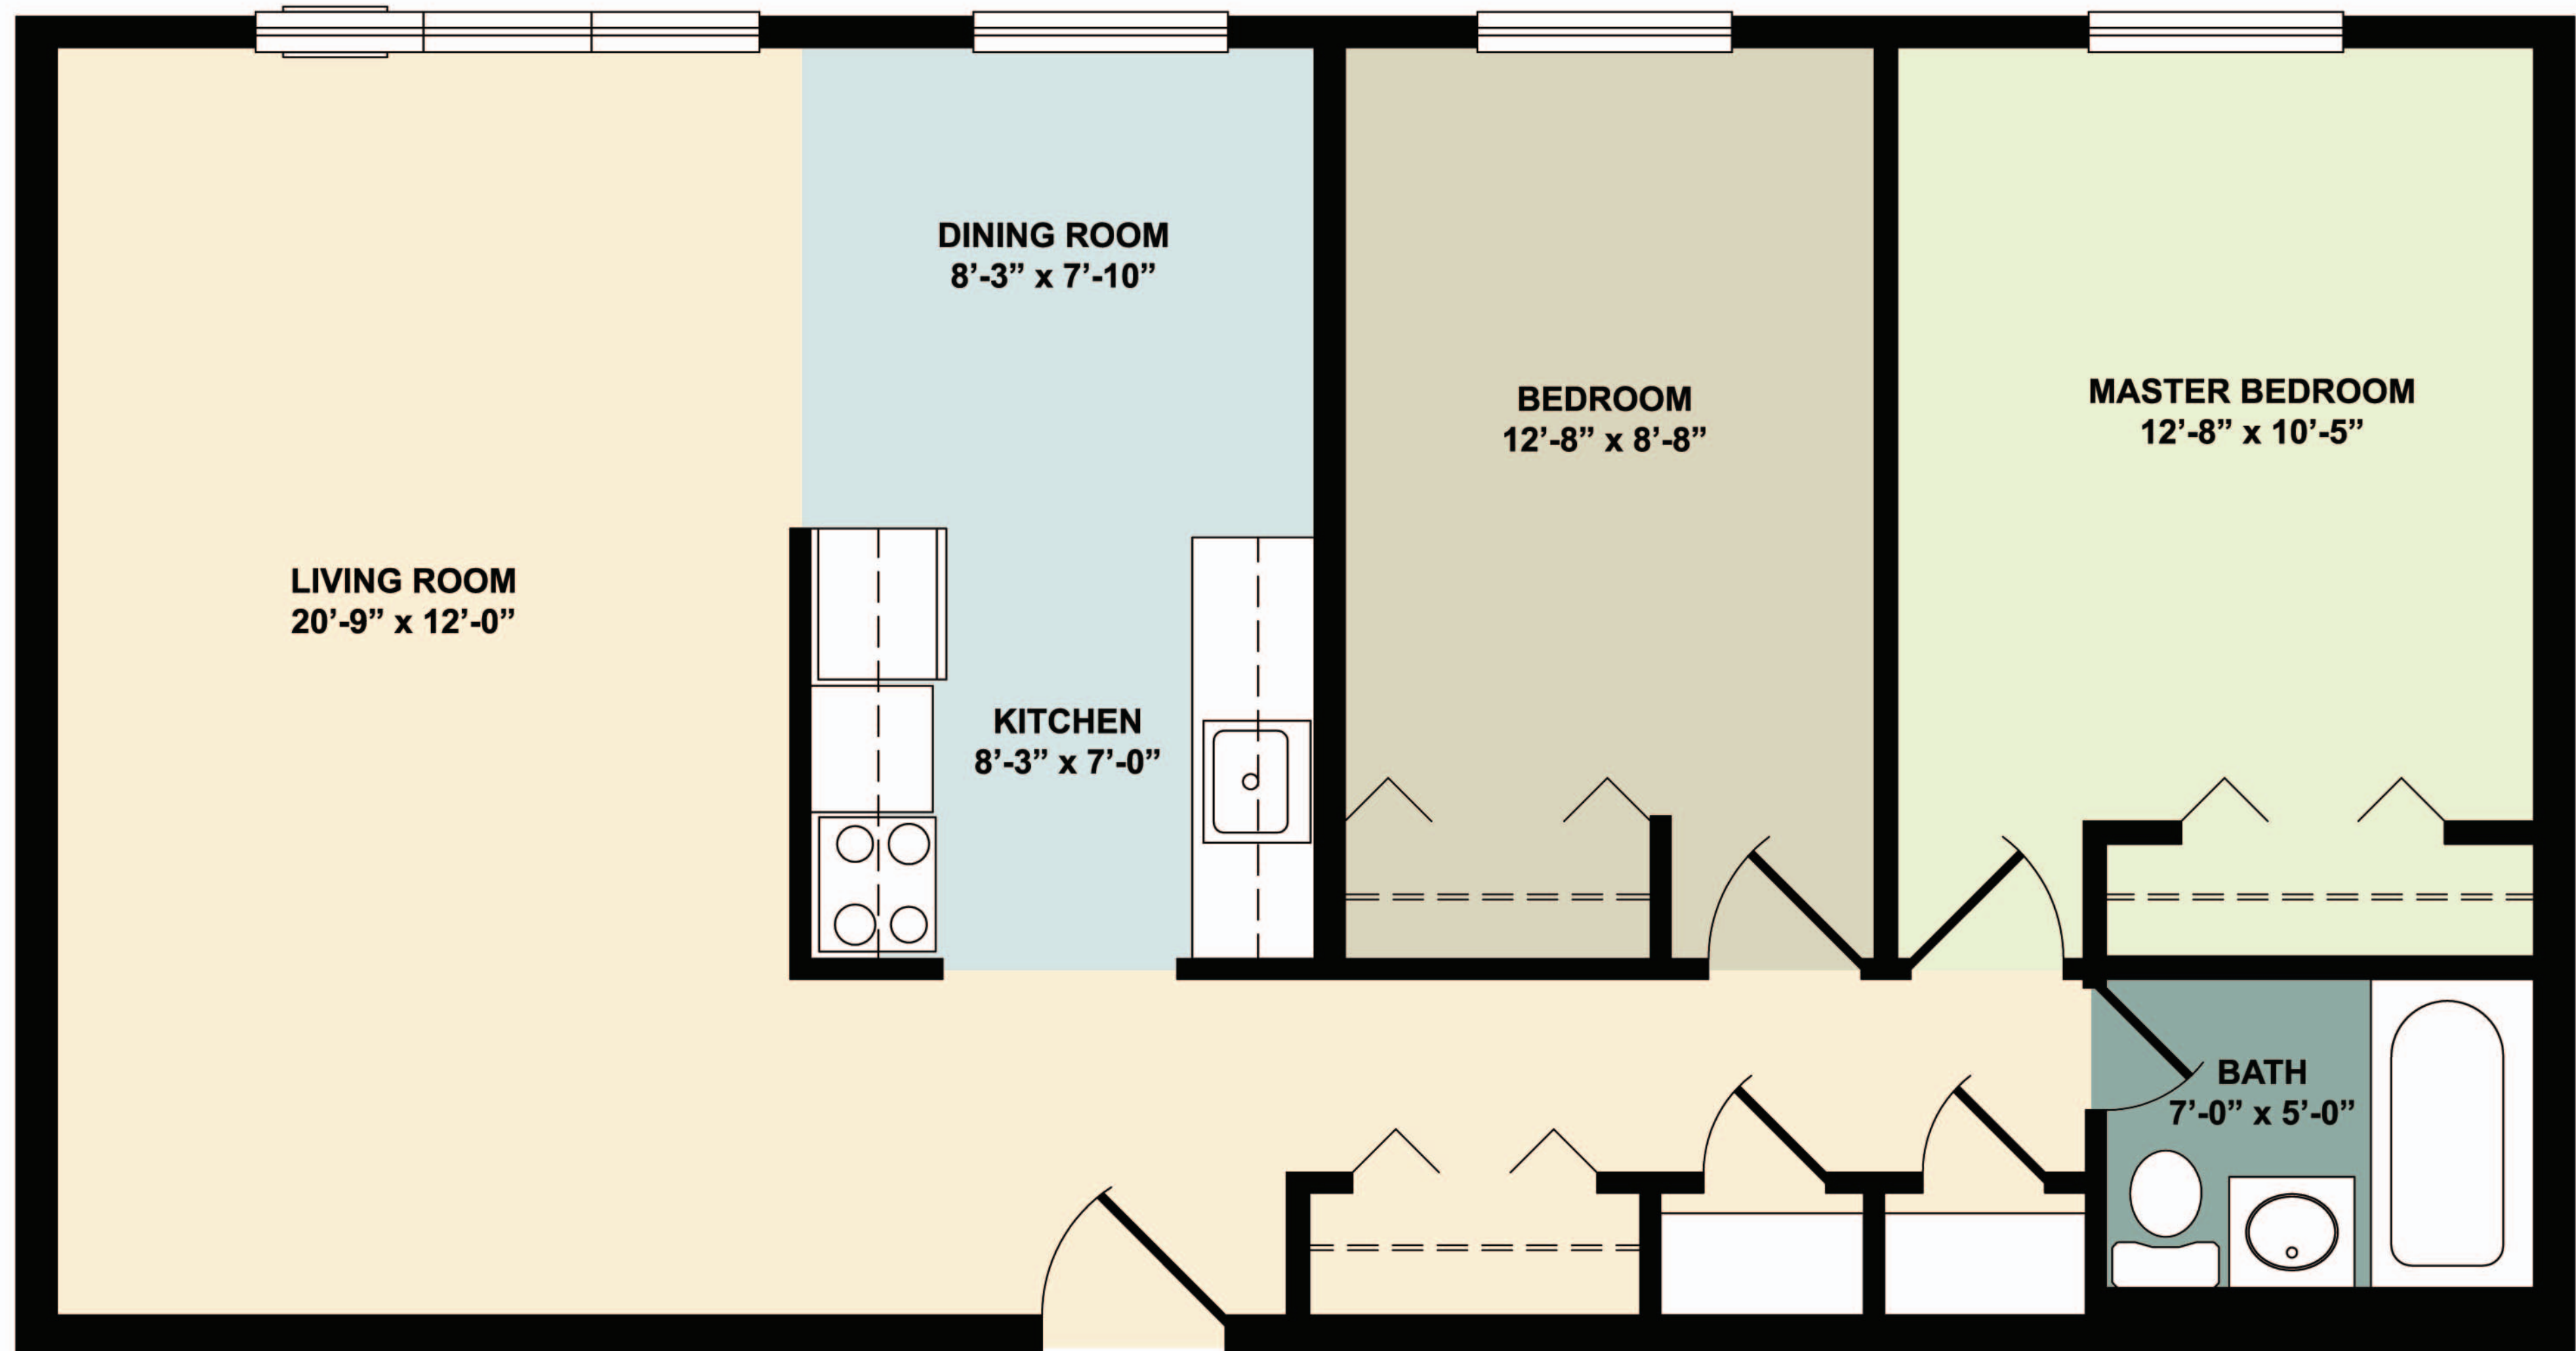 DINING ROOM
8’-3” x 7’-10”
BEDROOM
12’-8” x 8’-8”
MASTER BEDROOM
12’-8” x 10’-5”
LIVING ROOM
20’-9” x 12’-0”
KITCHEN
8’-3” x 7’-0”
BATH
7’-0” x 5’-0”